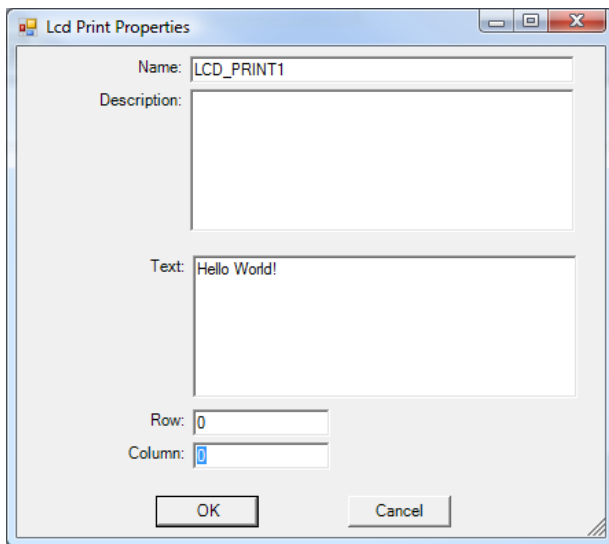 Lcd Print Properties
Name: LCD_PRINT1
Description:
Text: Hello World!
Row: 0
Column: 0
OK Cancel